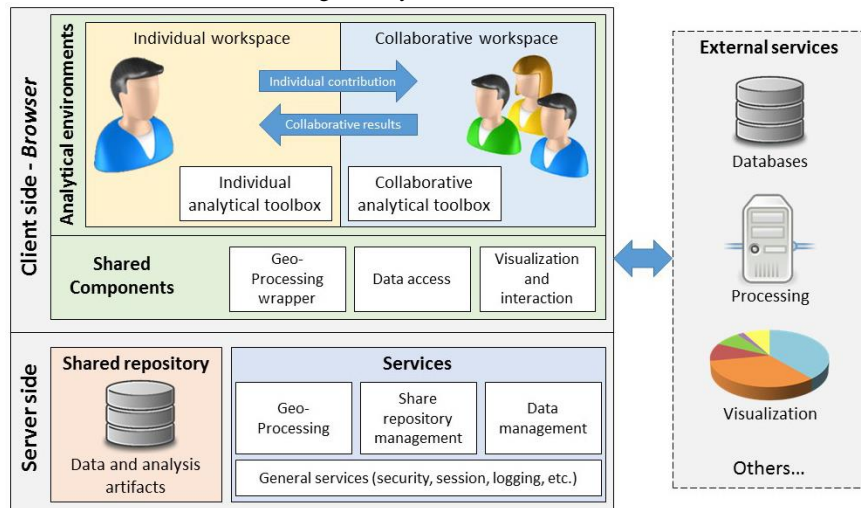 Client side - Browser
Analytical environments
Individual workspace
Collaborative workspace
Individual contribution
Collaborative results
Individual
analytical toolbox
Collaborative
analytical toolbox
Shared
Components
Geo-
Processing
wrapper
Data access
Visualization
and
interaction
Server side
Shared repository
Data and analysis
artifacts
Services
Geo-
Processing
Share
repository
management
Data
management
General services (security, session, logging, etc.)
External services
Databases
Processing
Visualization
Others...